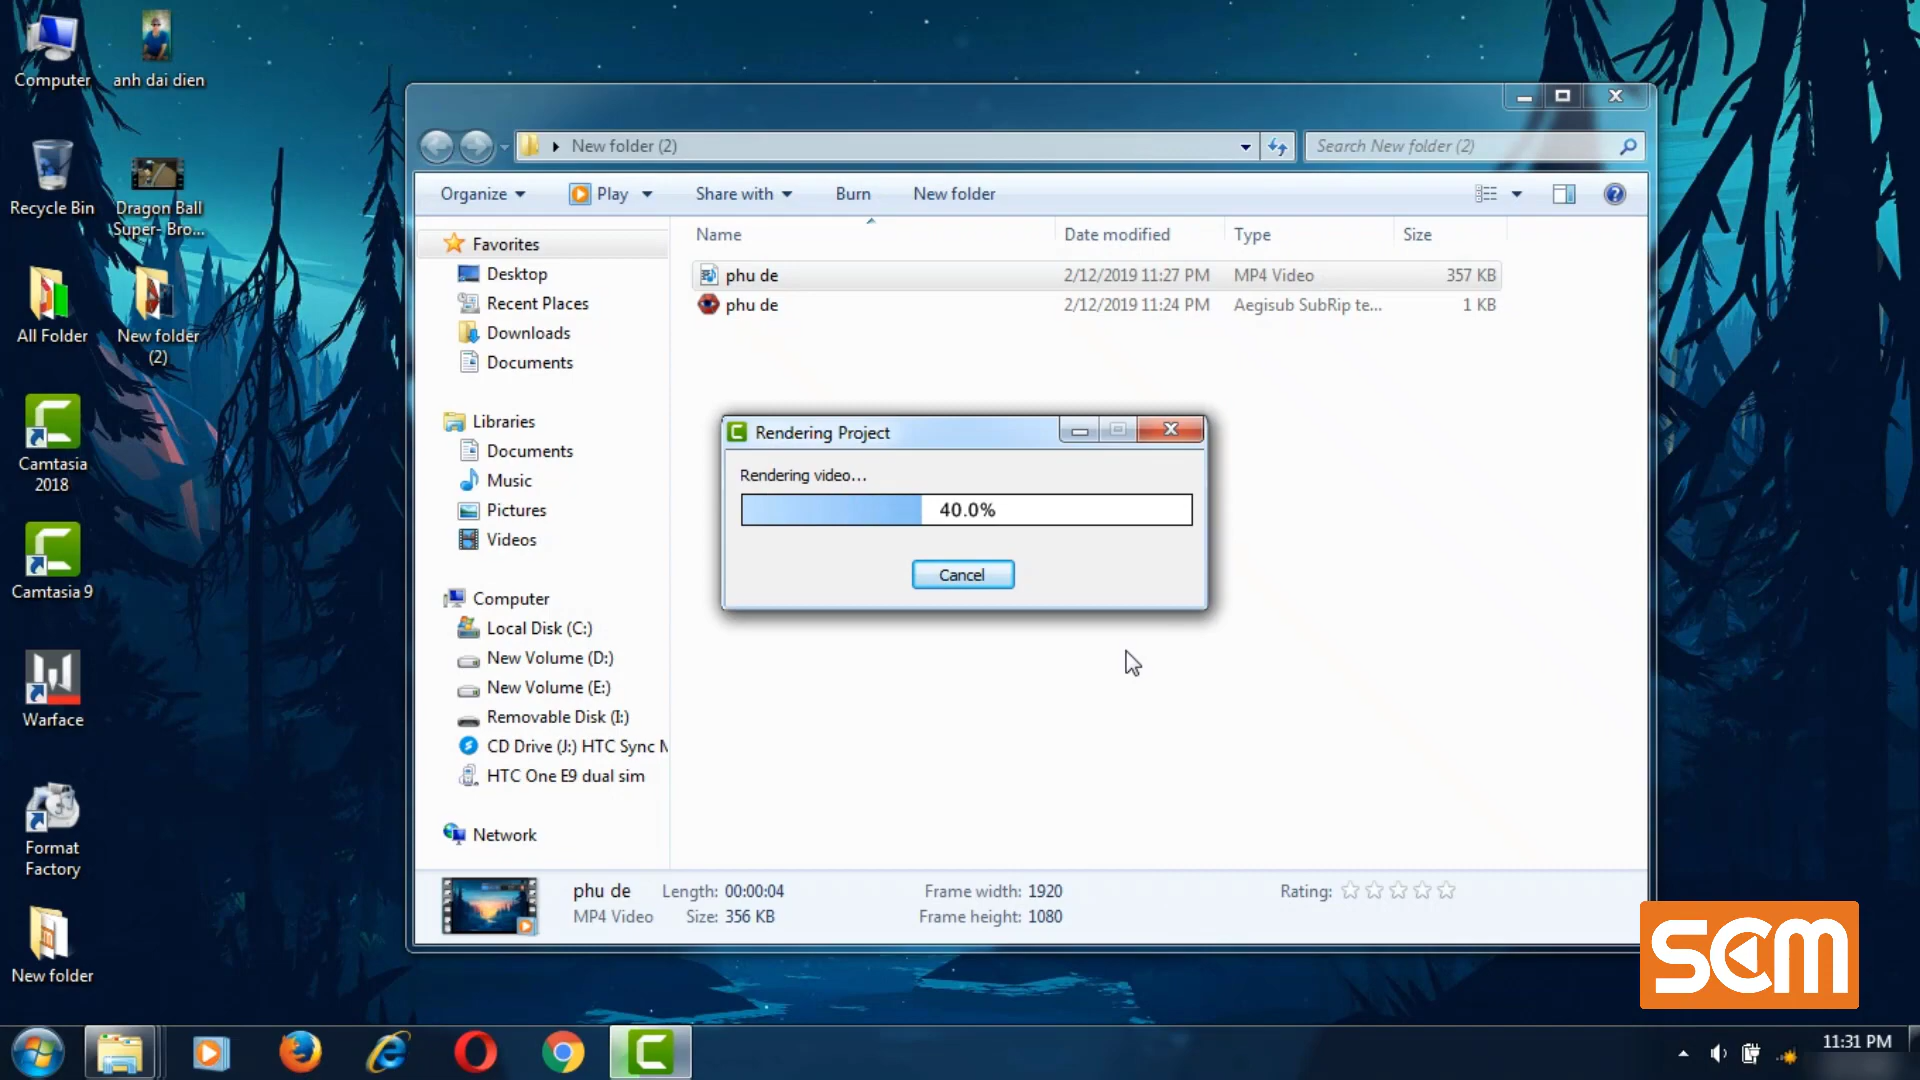 Computer
anh dai dien
Recycle Bin
Dragon Ball
Super- Bro...
All Folder
New folder
(2)
Camtasia
2018
Camtasia 9
Warface
Format
Factory
New folder
New folder (2)
Search New folder (2)
Organize
Play
Share with
Burn
New folder
Name
Date modified
Type
Size
phu de
2/12/2019 11:27 PM
MP4 Video
357 KB
phu de
2/12/2019 11:24 PM
Aegisub SubRip te...
1 KB
Favorites
Desktop
Recent Places
Downloads
Documents
Libraries
Documents
Music
Pictures
Videos
Computer
Local Disk (C:)
New Volume (D:)
New Volume (E:)
Removable Disk (I:)
CD Drive (J:) HTC Sync M
HTC One E9 dual sim
Network
Rendering Project
Rendering video...
40.0%
Cancel
phu de
MP4 Video
Length: 00:00:04
Size: 356 KB
Frame width: 1920
Frame height: 1080
Rating:
SCM
11:31 PM